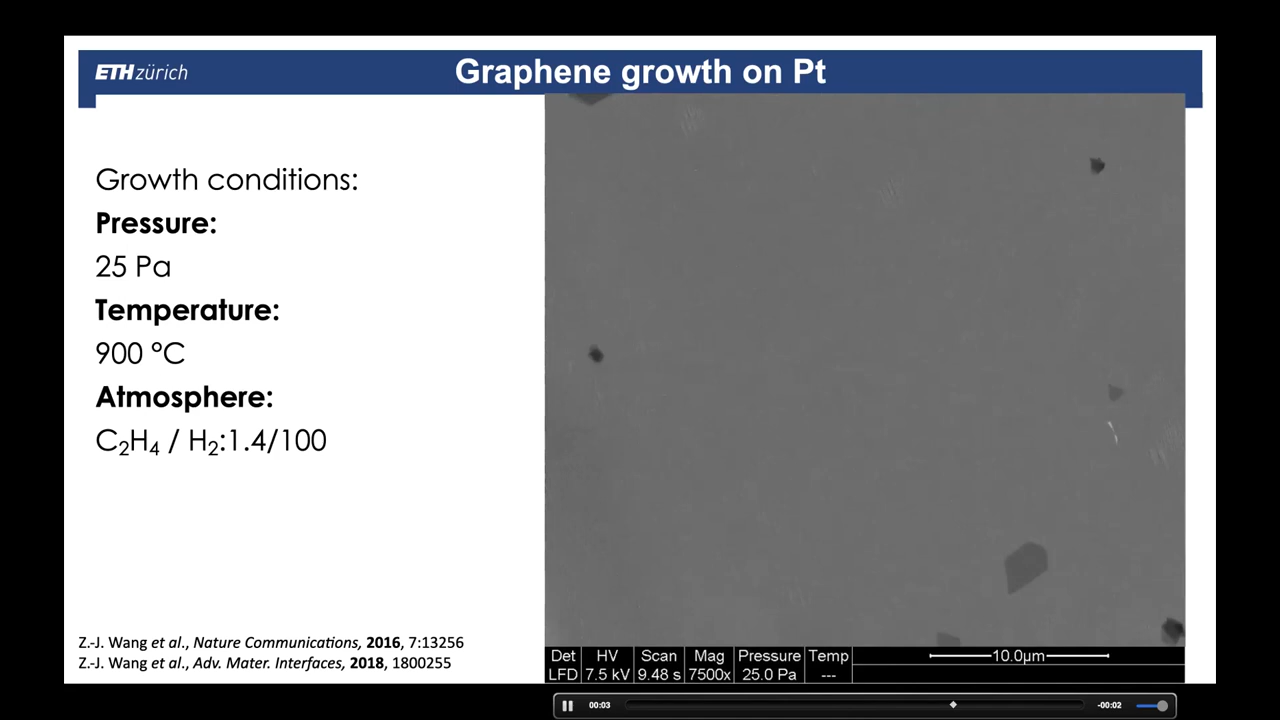 ETH zürich
Graphene growth on Pt
Growth conditions:
Pressure:
25 Pa
Temperature:
900 °C
Atmosphere:
C₂H₄ / H₂:1.4/100
Z.-J. Wang et al., Nature Communications, 2016, 7:13256
Z.-J. Wang et al., Adv. Mater. Interfaces, 2018, 1800255
Det HV Scan Mag Pressure Temp 10.0µm
LFD 7.5 kV 9.48 s 7500x 25.0 Pa ---
00:03 -00:02